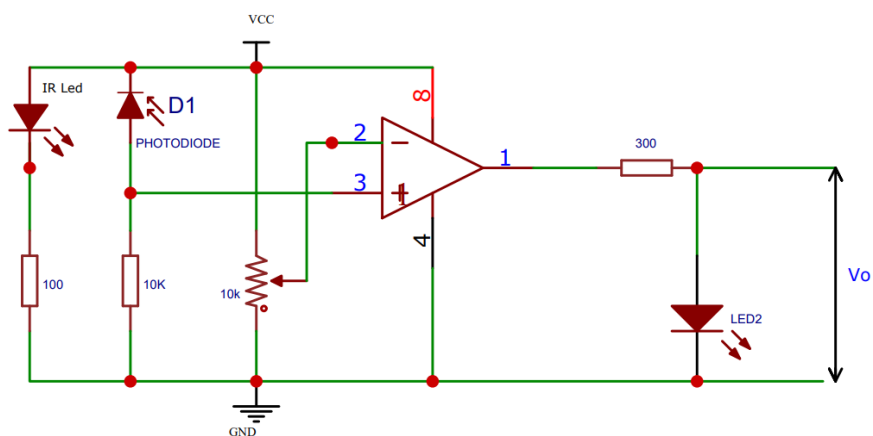 VCC
IR Led
D1
PHOTODIODE
8
2
3
1
4
300
100
10K
10k
LED2
Vo
GND